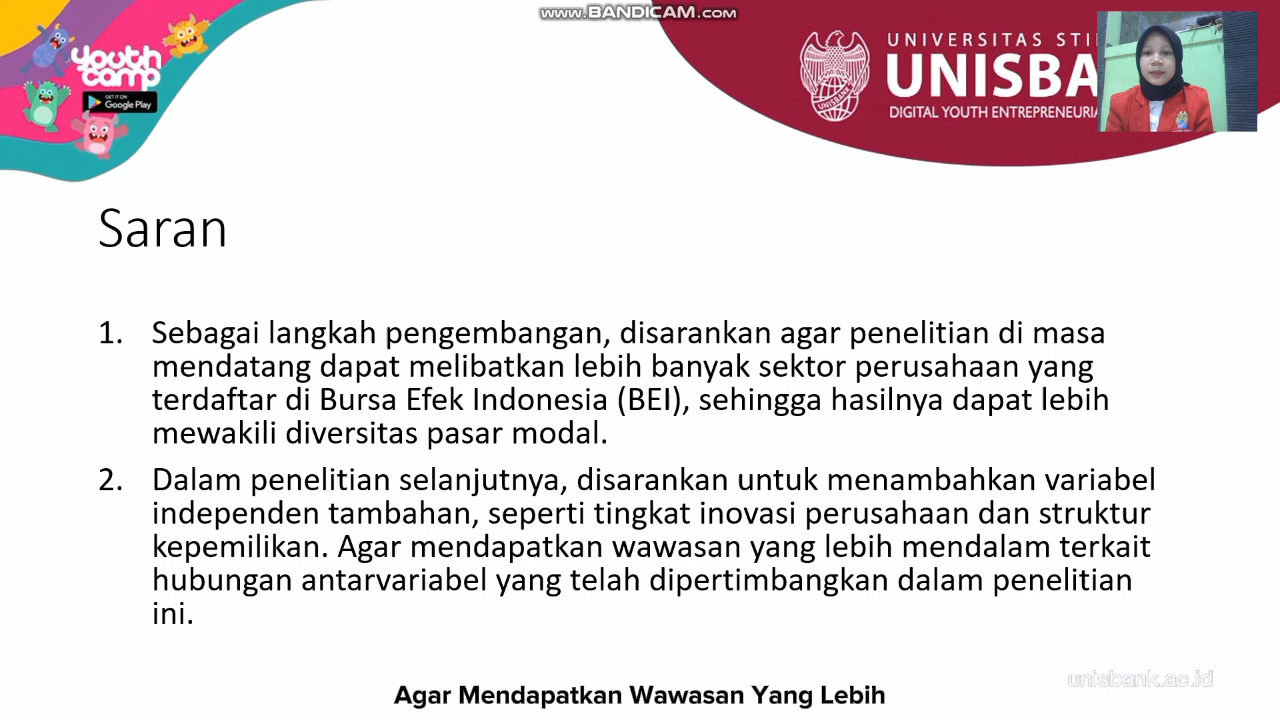 www.BANDICAM.com
youth
camp
GET IT ON
Google Play
UNIVERSITAS
UNISBA
DIGITAL YOUTH
Saran
1. Sebagai langkah pengembangan, disarankan agar penelitian di masa
mendatang dapat melibatkan lebih banyak sektor perusahaan yang
terdaftar di Bursa Efek Indonesia (BEI), sehingga hasilnya dapat lebih
mewakili diversitas pasar modal.
2. Dalam penelitian selanjutnya, disarankan untuk menambahkan variabel
independen tambahan, seperti tingkat inovasi perusahaan dan struktur
kepemilikan. Agar mendapatkan wawasan yang lebih mendalam terkait
hubungan antarvariabel yang telah dipertimbangkan dalam penelitian
ini.
unisbank.ac.id
Agar Mendapatkan Wawasan Yang Lebih